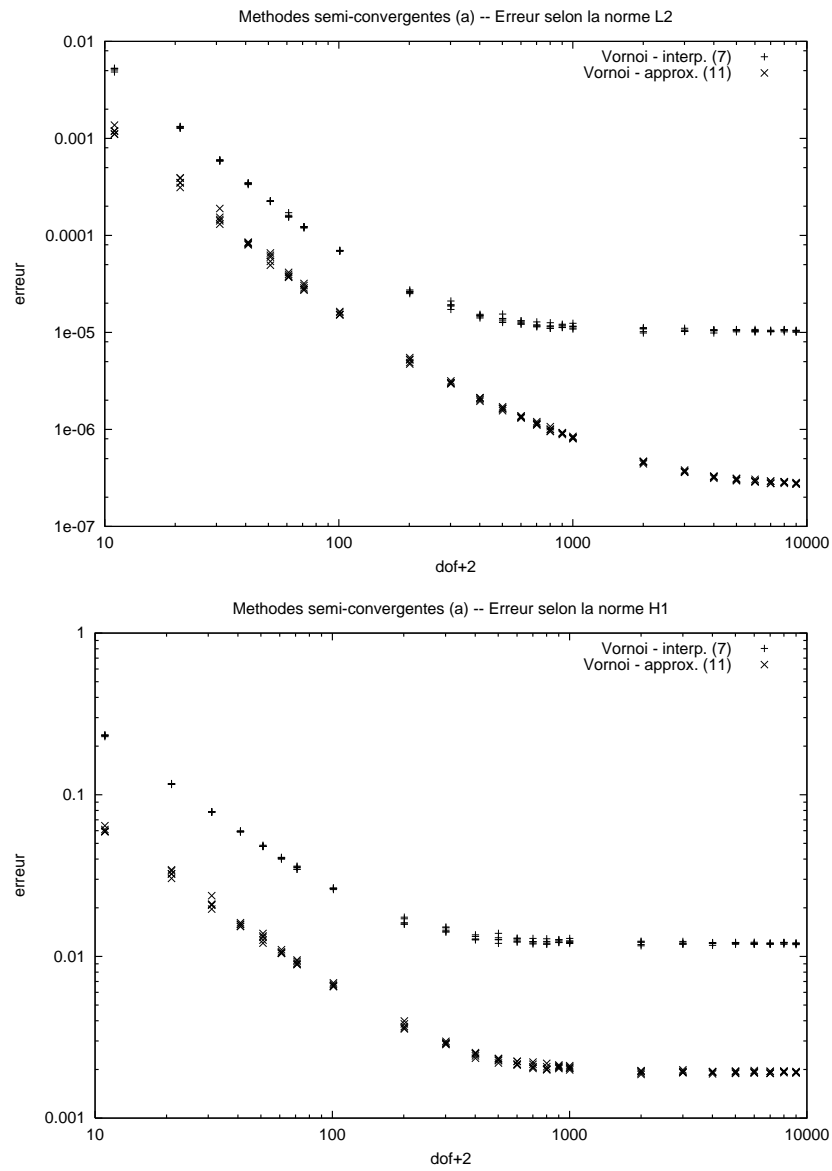 Methodes semi-convergentes (a) -- Erreur selon la norme L2
0.01
0.001
0.0001
1e-05
1e-06
1e-07
erreur
Vornoi - interp. (7)
Vornoi - approx. (11)
10
100
1000
10000
dof+2
Methodes semi-convergentes (a) -- Erreur selon la norme H1
1
0.1
0.01
0.001
erreur
Vornoi - interp. (7)
Vornoi - approx. (11)
10
100
1000
10000
dof+2